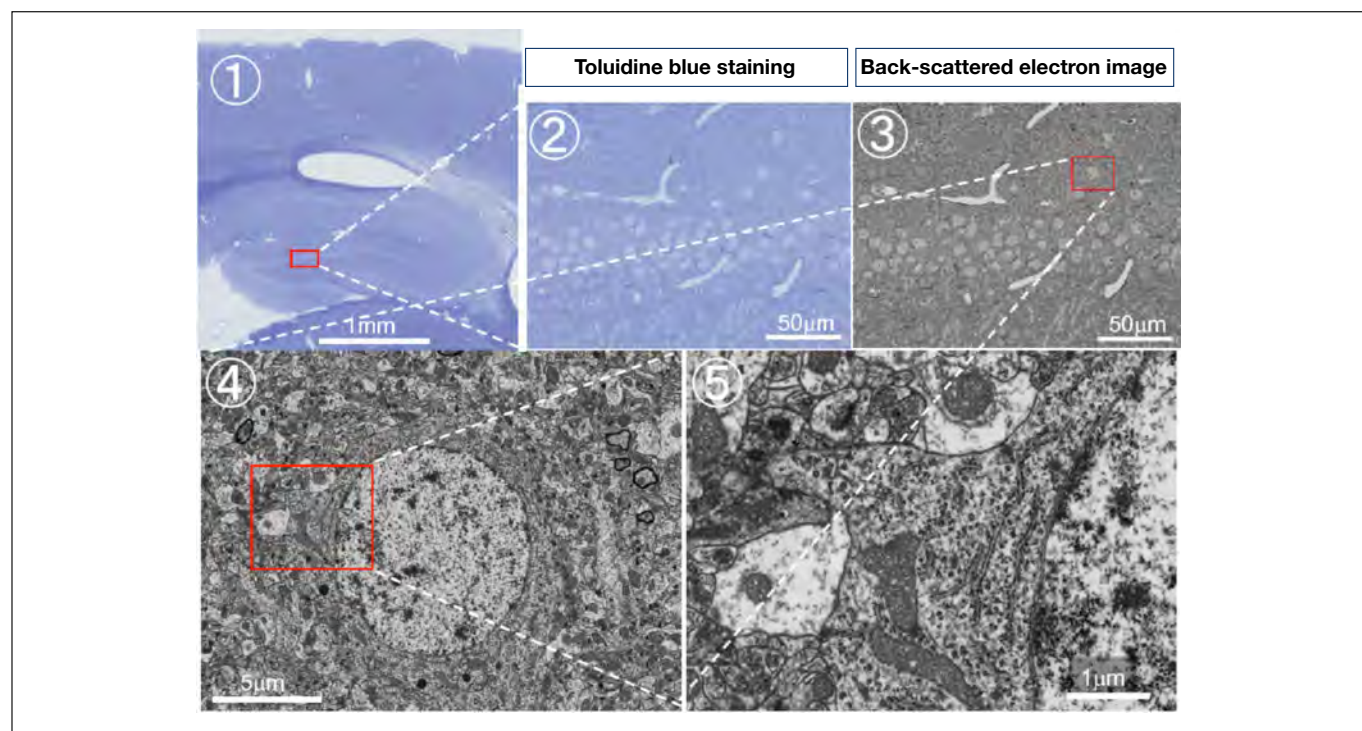 ①
Toluidine blue staining
Back-scattered electron image
②
③
1mm
50μm
50μm
④
⑤
5μm
1μm